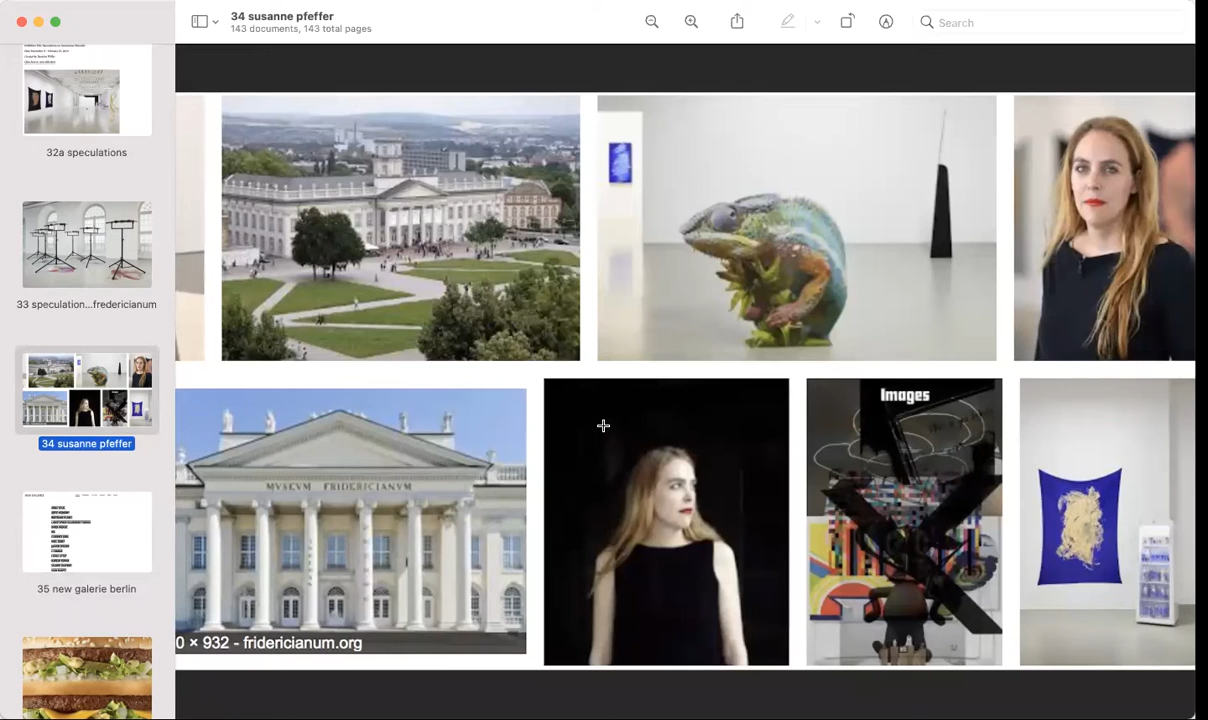 34 susanne pfeffer
143 documents, 143 total pages
Search
32a speculations
33 speculation...fredericianum
34 susanne pfeffer
35 new galerie berlin
MVSEVM FRIDERICIANVM
0 × 932 - fridericianum.org
Images